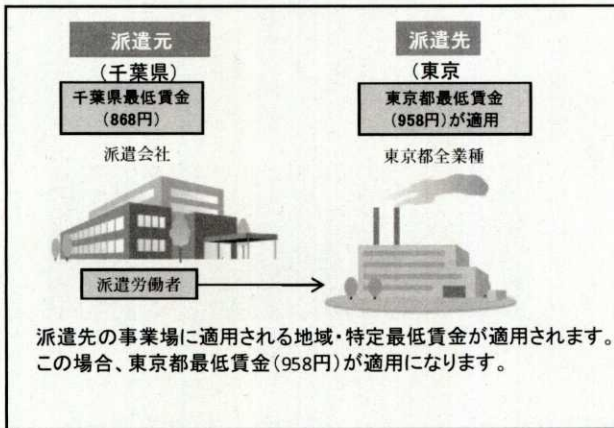 派遣元
派遣先
(千葉県)
(東京
千葉県最低賃金
(868円)
東京都最低賃金
(958円)が適用
派遣会社
東京都全業種
派遣労働者
派遣先の事業場に適用される地域・特定最低賃金が適用されます。
この場合、東京都最低賃金(958円)が適用になります。